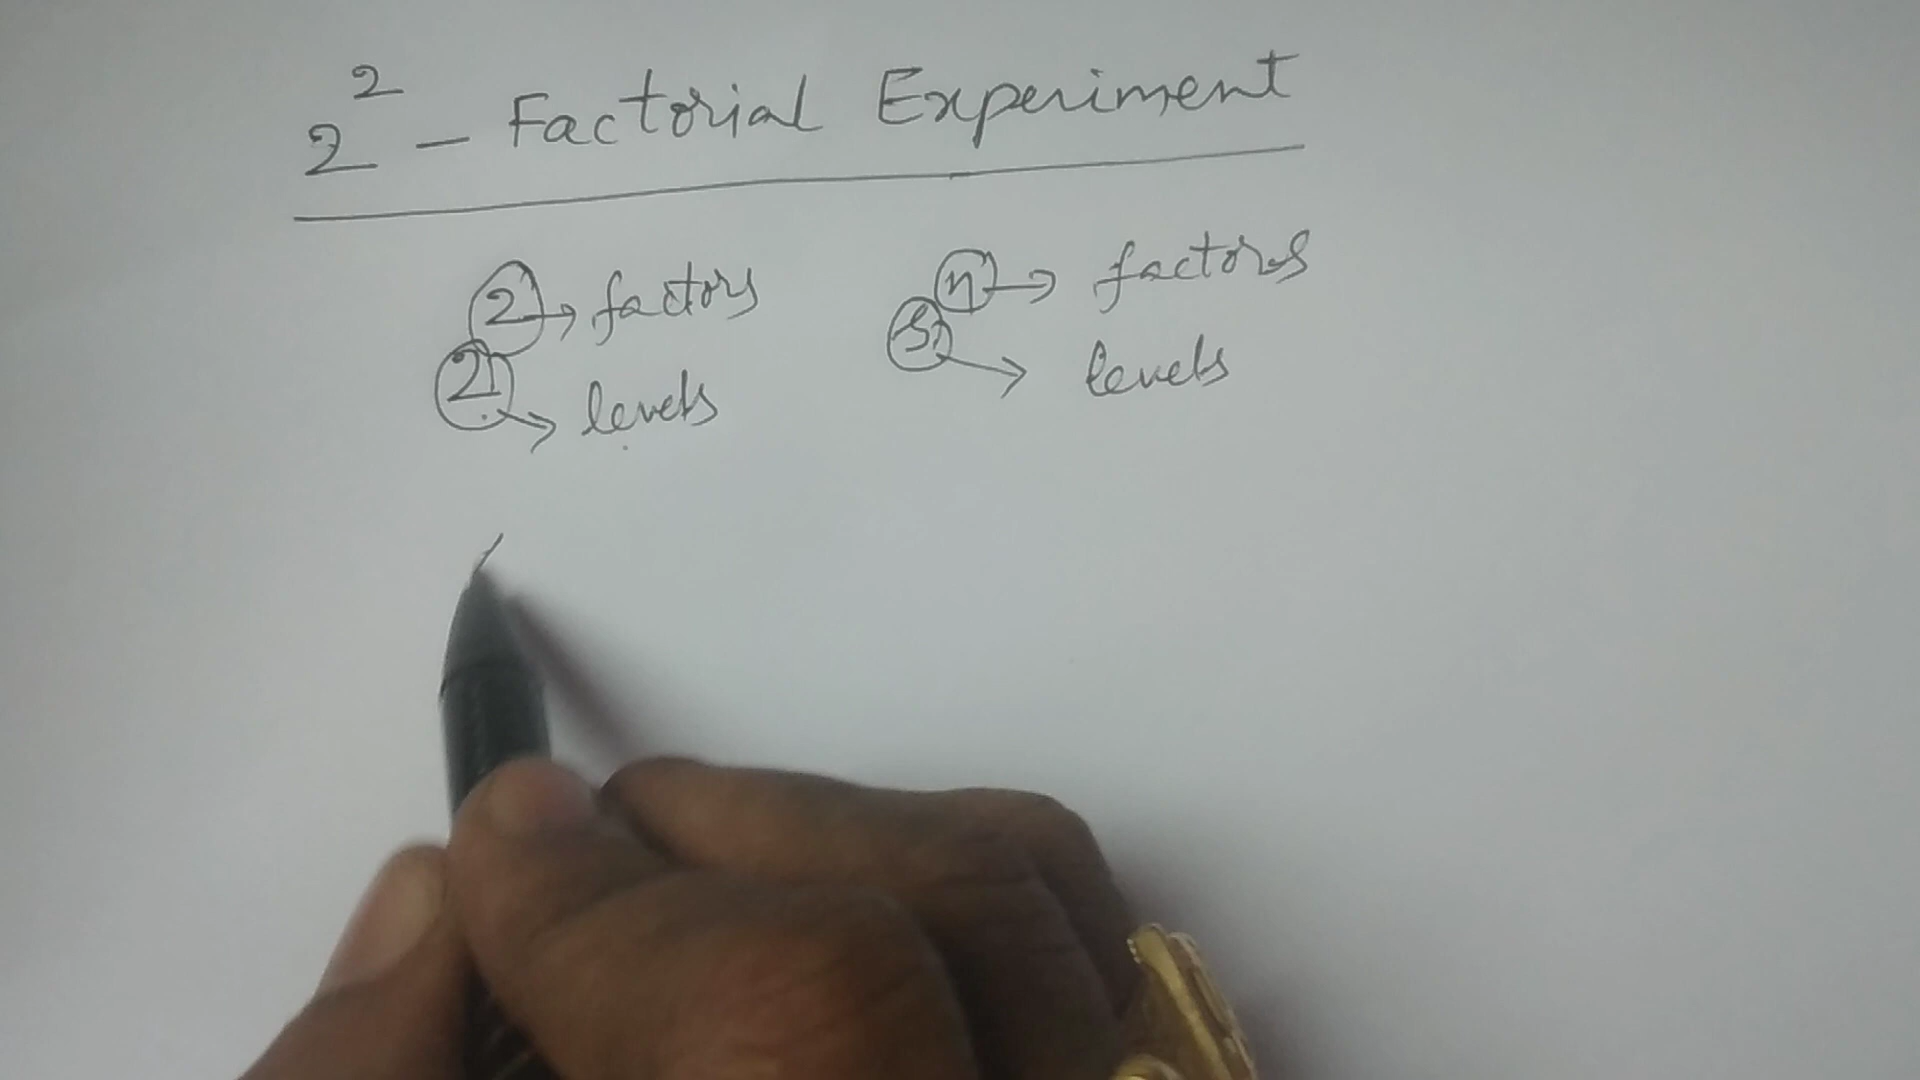 2² - Factorial Experiment
2 → factors n → factors
2 → levels s → levels